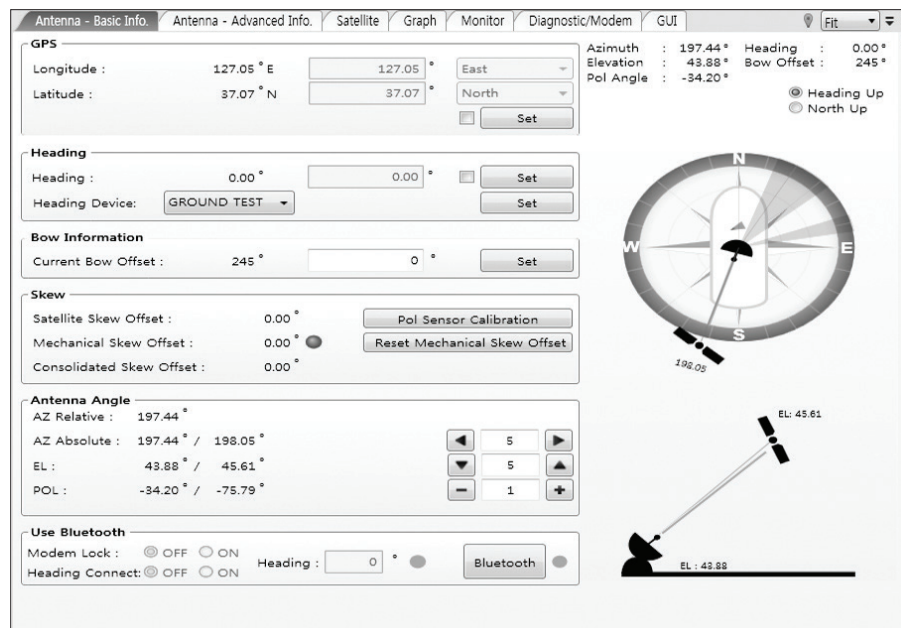 Antenna - Basic Info. Antenna - Advanced Info. Satellite Graph Monitor Diagnostic/Modem GUI Fit
GPS
Longitude : 127.05 ° E 127.05 ° East
Latitude : 37.07 ° N 37.07 ° North
Set
Heading
Heading : 0.00 ° 0.00 ° Set
Heading Device: GROUND TEST Set
Bow Information
Current Bow Offset : 245 ° 0 ° Set
Skew
Satellite Skew Offset : 0.00 ° Pol Sensor Calibration
Mechanical Skew Offset : 0.00 ° Reset Mechanical Skew Offset
Consolidated Skew Offset : 0.00 °
Antenna Angle
AZ Relative : 197.44 °
AZ Absolute : 197.44 ° / 198.05 ° 5
EL : 43.88 ° / 45.61 ° 5
POL : -34.20 ° / -75.79 ° 1
Use Bluetooth
Modem Lock : OFF ON
Heading Connect: OFF ON
Heading : 0 ° Bluetooth
Azimuth : 197.44 ° Heading : 0.00 °
Elevation : 43.88 ° Bow Offset : 245 °
Pol Angle : -34.20 °
Heading Up
North Up
N
W E
S
198.05
EL: 45.61
EL : 43.88